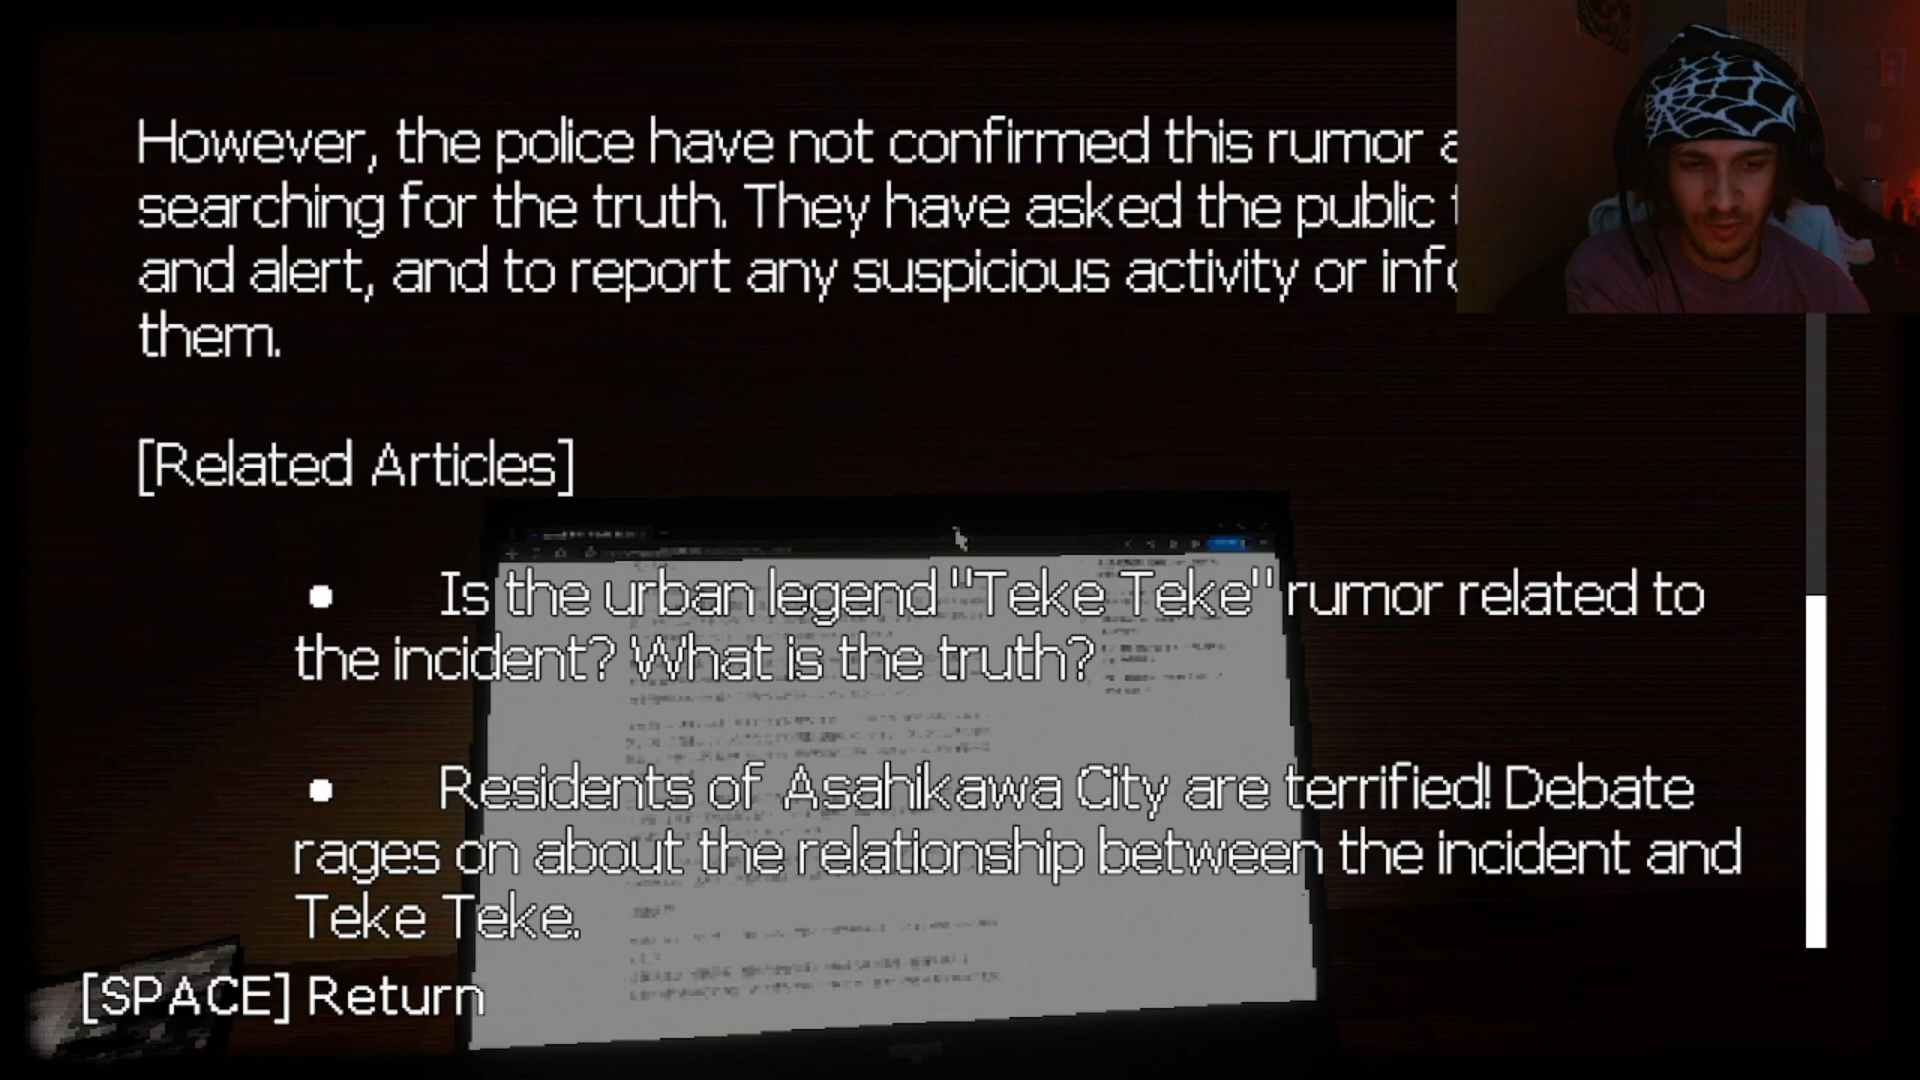 However, the police have not confirmed this rumor
searching for the truth. They have asked the public
and alert, and to report any suspicious activity or
them.
[Related Articles]
• Is the urban legend "Teke Teke" rumor related to
the incident? What is the truth?
• Residents of Asahikawa City are terrified! Debate
rages on about the relationship between the incident and
Teke Teke.
[SPACE] Return